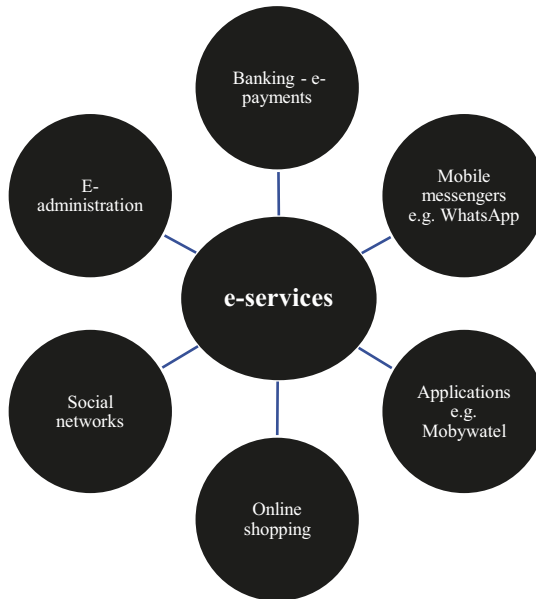 Banking - e-
payments
E-
administration
Mobile
messengers
e.g. WhatsApp
e-services
Social
networks
Applications
e.g.
Mobywatel
Online
shopping